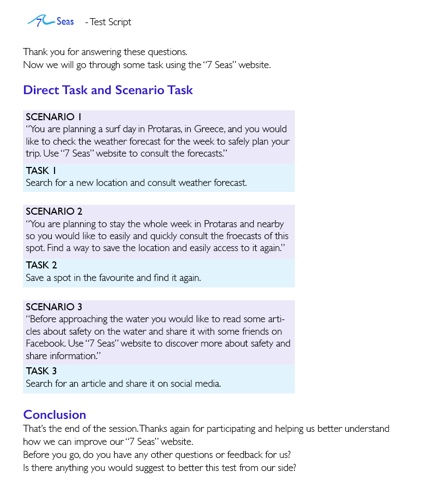 7 Seas - Test Script
Thank you for answering these questions.
Now we will go through some task using the “7 Seas” website.
Direct Task and Scenario Task
SCENARIO 1
“You are planning a surf day in Protaras, in Greece, and you would
like to check the weather forecast for the week to safely plan your
trip. Use “7 Seas” website to consult the forecasts.”
TASK 1
Search for a new location and consult weather forecast.
SCENARIO 2
“You are planning to stay the whole week in Protaras and nearby
so you would like to easily and quickly consult the froecasts of this
spot. Find a way to save the location and easily access to it again.”
TASK 2
Save a spot in the favourite and find it again.
SCENARIO 3
“Before approaching the water you would like to read some arti-
cles about safety on the water and share it with some friends on
Facebook. Use “7 Seas” website to discover more about safety and
share information.”
TASK 3
Search for an article and share it on social media.
Conclusion
That’s the end of the session. Thanks again for participating and helping us better understand
how we can improve our “7 Seas” website.
Before you go, do you have any other questions or feedback for us?
Is there anything you would suggest to better this test from our side?